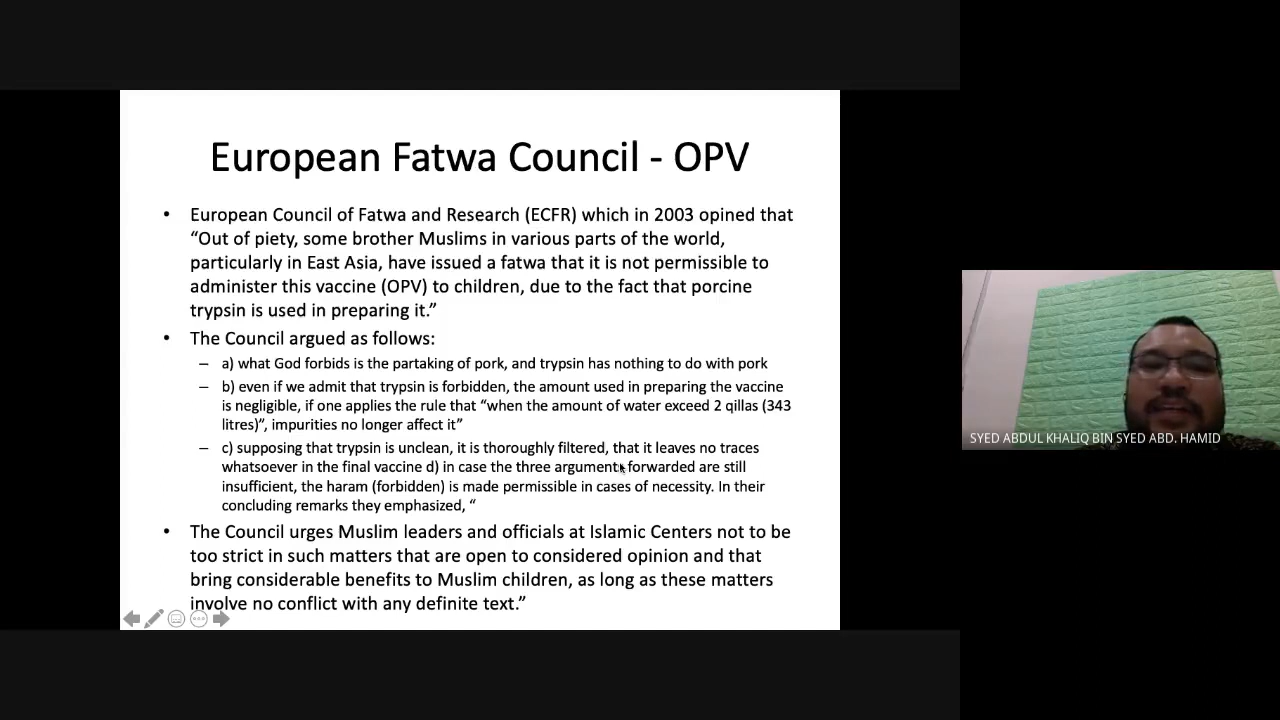 European Fatwa Council - OPV
• European Council of Fatwa and Research (ECFR) which in 2003 opined that
“Out of piety, some brother Muslims in various parts of the world,
particularly in East Asia, have issued a fatwa that it is not permissible to
administer this vaccine (OPV) to children, due to the fact that porcine
trypsin is used in preparing it.”
• The Council argued as follows:
– a) what God forbids is the partaking of pork, and trypsin has nothing to do with pork
– b) even if we admit that trypsin is forbidden, the amount used in preparing the vaccine
is negligible, if one applies the rule that “when the amount of water exceed 2 qillas (343
litres)”, impurities no longer affect it”
– c) supposing that trypsin is unclean, it is thoroughly filtered, that it leaves no traces
whatsoever in the final vaccine d) in case the three arguments forwarded are still
insufficient, the haram (forbidden) is made permissible in cases of necessity. In their
concluding remarks they emphasized, “
• The Council urges Muslim leaders and officials at Islamic Centers not to be
too strict in such matters that are open to considered opinion and that
bring considerable benefits to Muslim children, as long as these matters
involve no conflict with any definite text.”
SYED ABDUL KHALIQ BIN SYED ABD. HAMID